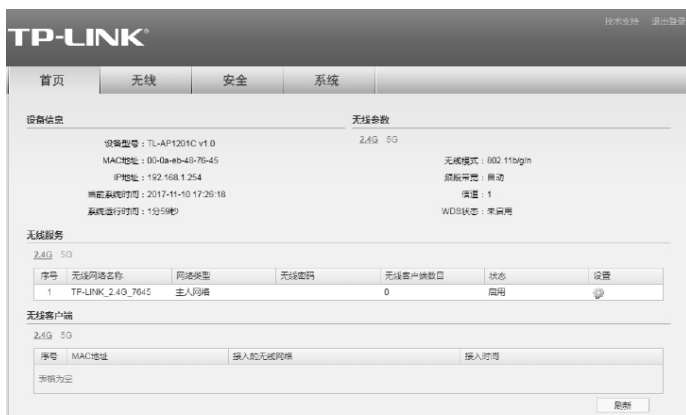 技术支持 退出登录
TP-LINK®
首页 无线 安全 系统
设备信息
设备型号：TL-AP1201C v1.0
MAC地址：00-0a-eb-48-76-45
IP地址：192.168.1.254
当前系统时间：2017-11-10 17:26:18
系统运行时间：1分59秒
无线参数
2.4G 5G
无线模式：802.11b/g/n
频段带宽：自动
信道：1
WDS状态：未启用
无线服务
2.4G 5G
序号 无线网络名称 网络类型 无线密码 无线客户端数目 状态 设置
1 TP-LINK_2.4G_7645 主人网络 0 启用
无线客户端
2.4G 5G
序号 MAC地址 接入的无线网络 接入时间
表格为空
刷新